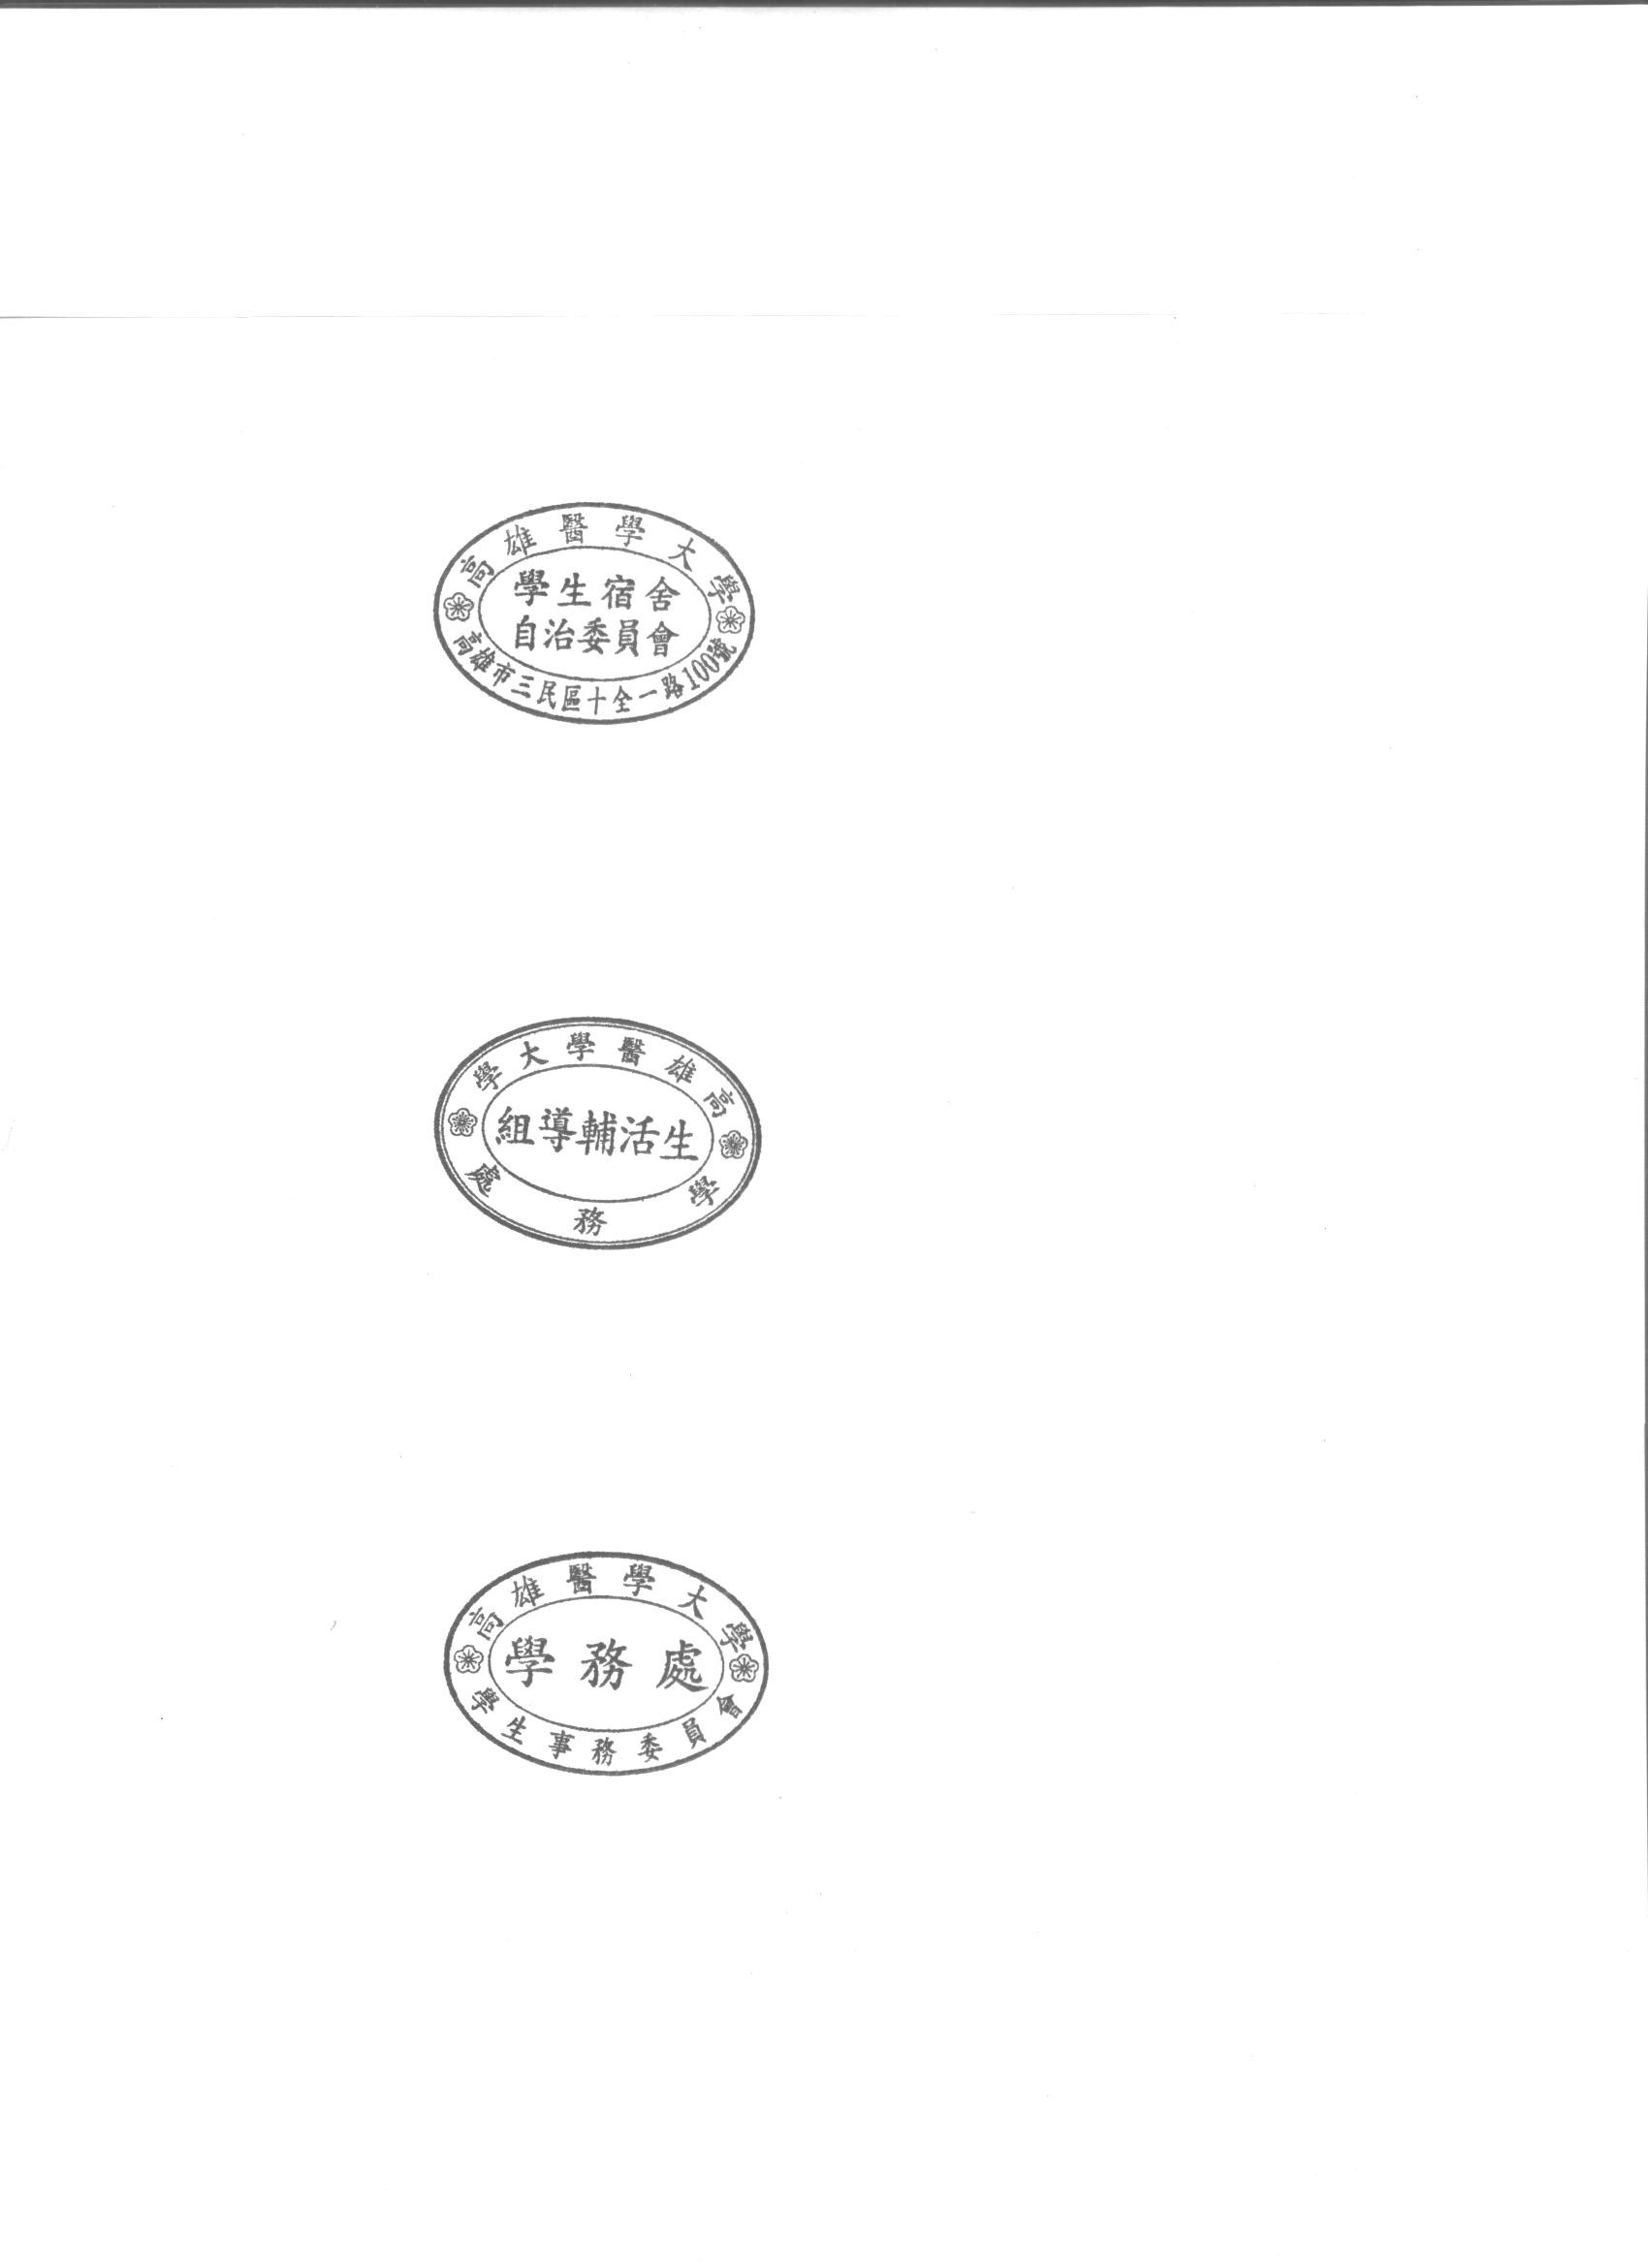 高雄醫學大學
學生宿舍
自治委員會
高雄市三民區十全一路100號
學大學醫雄高
組導輔活生
處務學
高雄醫學大學
學務處
學生事務委員會